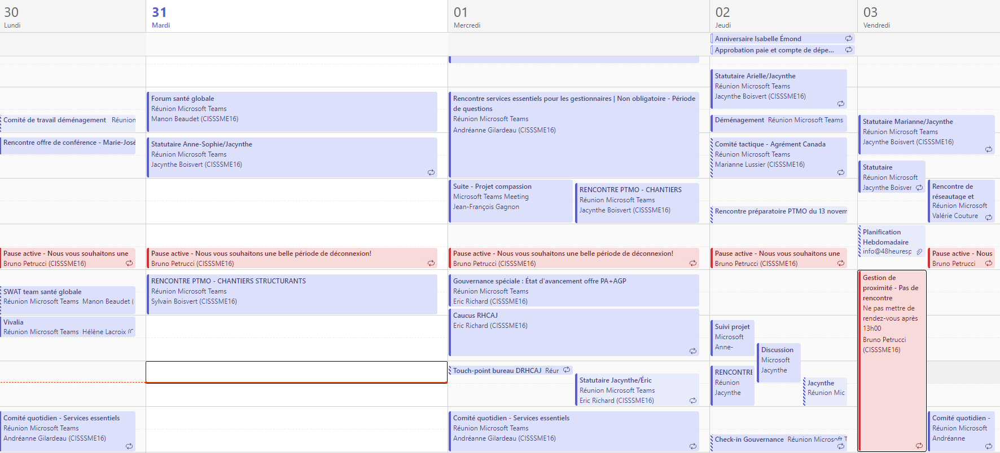 30
Lundi
31
Mardi
01
Mercredi
02
Jeudi
03
Vendredi
Anniversaire Isabelle Émond
Approbation paie et compte de dépe...
Comité de travail déménagement Réunion
Rencontre offre de conférence - Marie-José
Pause active - Nous vous souhaitons une
Bruno Petrucci (CISSSME16)
SWAT team santé globale
Réunion Microsoft Teams Manon Beaudet (
Vivalia
Réunion Microsoft Teams Hélène Lacroix (C
Comité quotidien - Services essentiels
Réunion Microsoft Teams
Andréanne Gilardeau (CISSSME16)
Forum santé globale
Réunion Microsoft Teams
Manon Beaudet (CISSSME16)
Statutaire Anne-Sophie/Jacynthe
Réunion Microsoft Teams
Jacynthe Boisvert (CISSSME16)
Pause active - Nous vous souhaitons une belle période de déconnexion!
Bruno Petrucci (CISSSME16)
RENCONTRE PTMO - CHANTIERS STRUCTURANTS
Réunion Microsoft Teams
Sylvain Boisvert (CISSSME16)
Rencontre services essentiels pour les gestionnaires | Non obligatoire - Période
de questions
Réunion Microsoft Teams
Andréanne Gilardeau (CISSSME16)
Suite - Projet compassion
Microsoft Teams Meeting
Jean-François Gagnon
RENCONTRE PTMO - CHANTIERS
Réunion Microsoft Teams
Jacynthe Boisvert (CISSSME16)
Pause active - Nous vous souhaitons une belle période de déconnexion!
Bruno Petrucci (CISSSME16)
Gouvernance spéciale : État d'avancement offre PA+AGP
Réunion Microsoft Teams
Eric Richard (CISSSME16)
Caucus RHCAJ
Eric Richard (CISSSME16)
Touch-point bureau DRHCAJ Réur
Statutaire Jacynthe/Éric
Réunion Microsoft Teams
Eric Richard (CISSSME16)
Comité quotidien - Services essentiels
Réunion Microsoft Teams
Andréanne Gilardeau (CISSSME16)
Statutaire Arielle/Jacynthe
Réunion Microsoft Teams
Jacynthe Boisvert (CISSSME16)
Déménagement Réunion Microsoft Teams
Comité tactique - Agrément Canada
Réunion Microsoft Teams
Marianne Lussier (CISSSME16)
Rencontre préparatoire PTMO du 13 novem
Pause active - Nous vous souhaitons une
Bruno Petrucci (CISSSME16)
Suivi projet
Microsoft
Anne-
Discussion
Microsoft
Jacynthe
RENCONTRE
Réunion
Jacynthe
Jacynthe
Réunion Mic
Check-in Gouvernance Réunion Microsoft T
Statutaire Marianne/Jacynthe
Réunion Microsoft Teams
Jacynthe Boisvert (CISSSME16)
Statutaire
Réunion Microsoft
Jacynthe Boisver
Rencontre de
réseautage et
Réunion Microsoft
Valérie Couture
Planification
Hebdomadaire
info@48heuresp
Pause active - Nous
Bruno Petrucci
Gestion de
proximité - Pas de
rencontre
Ne pas mettre de
rendez-vous après
13h00
Bruno Petrucci
(CISSSME16)
Comité quotidien -
Réunion Microsoft
Andréanne